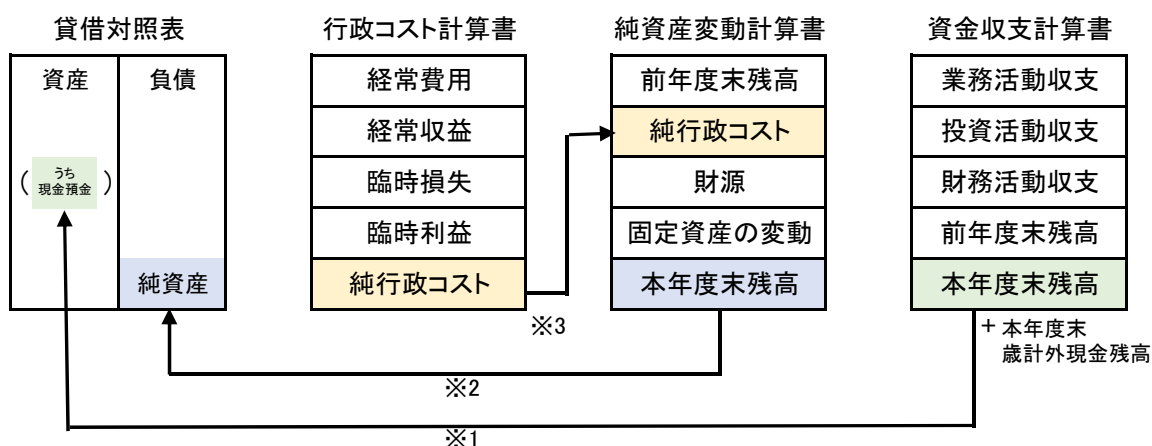 貸借対照表
資産
負債
（うち
現金預金）
純資産
行政コスト計算書
経常費用
経常収益
臨時損失
臨時利益
純行政コスト
純資産変動計算書
前年度末残高
純行政コスト
財源
固定資産の変動
本年度末残高
資金収支計算書
業務活動収支
投資活動収支
財務活動収支
前年度末残高
本年度末残高
＋ 本年度末
歳計外現金残高
※3
※2
※1